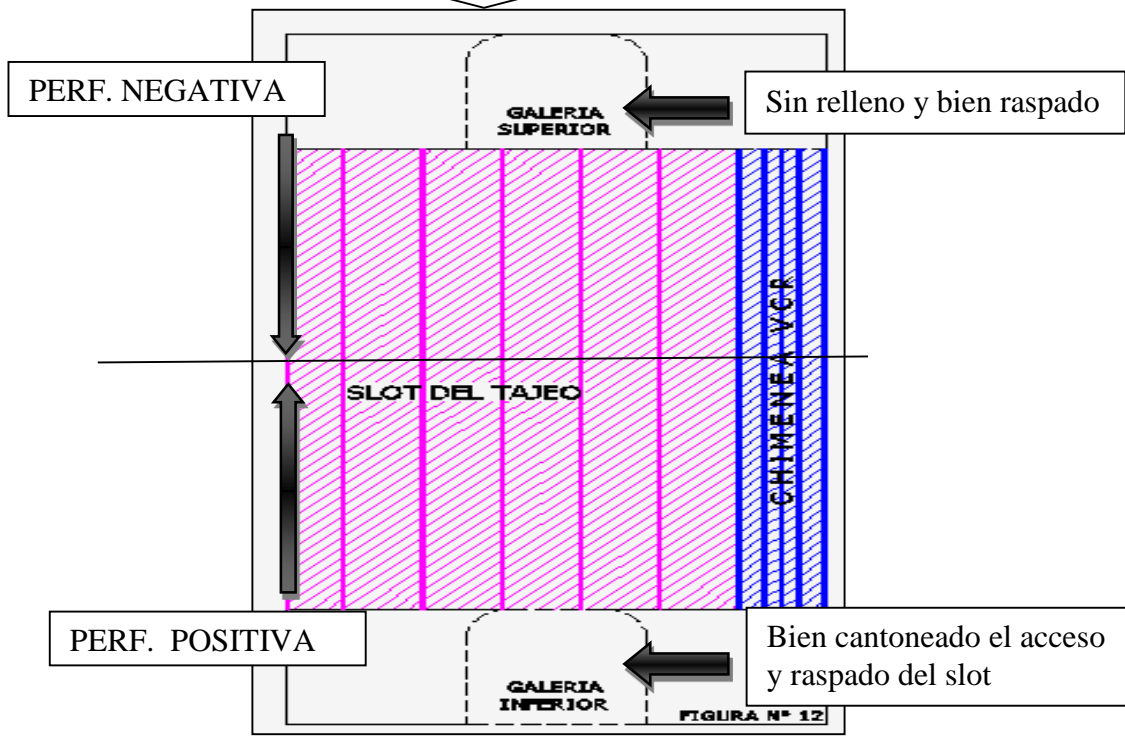 PERF. NEGATIVA
Sin relleno y bien raspado
GALERIA
SUPERIOR
CHIMENEA VCR
SLOT DEL TAJEO
PERF. POSITIVA
Bien cantoneado el acceso
y raspado del slot
GALERIA
INFERIOR
FIGURA Nº 12